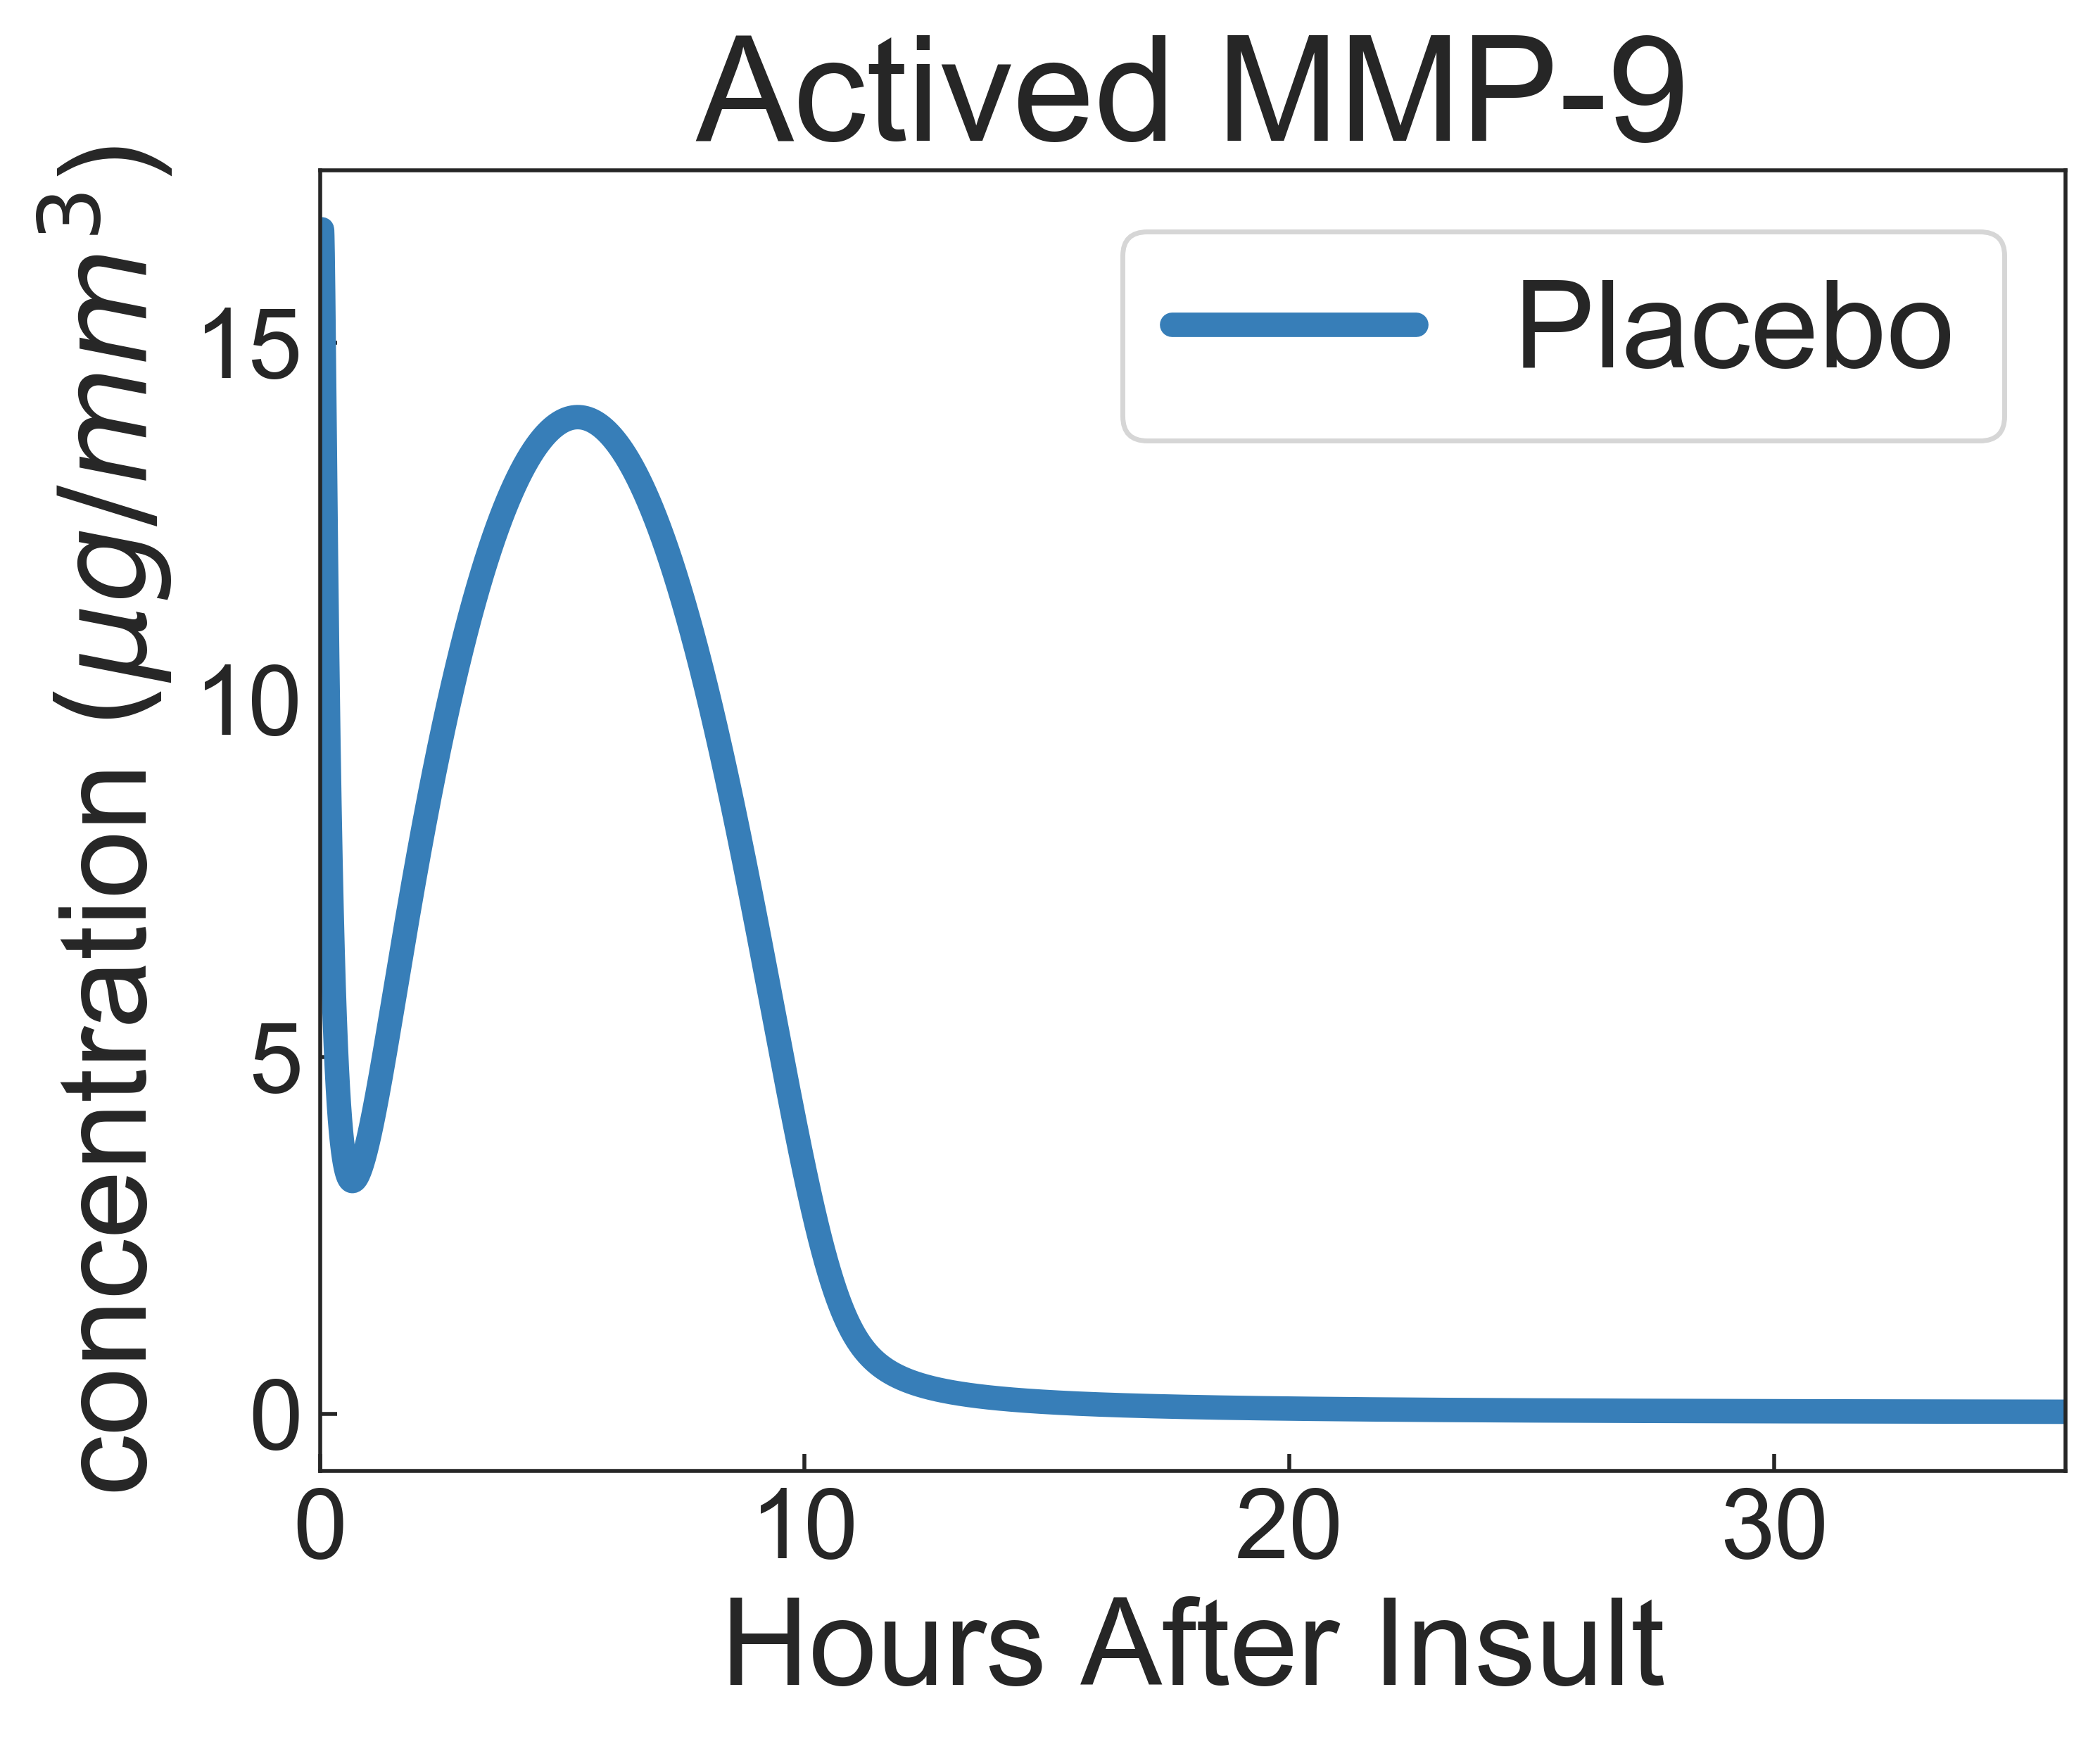 Actived MMP-9
concentration (μg/mm³)
Placebo
15
10
5
0
0 10 20 30
Hours After Insult